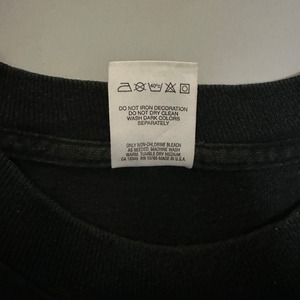 DO NOT IRON DECORATION
DO NOT DRY CLEAN
WASH DARK COLORS
SEPARATELY
ONLY NON-CHLORINE BLEACH
AS NEEDED. MACHINE WASH
WARM. TUMBLE DRY MEDIUM
MADE IN U.S.A.